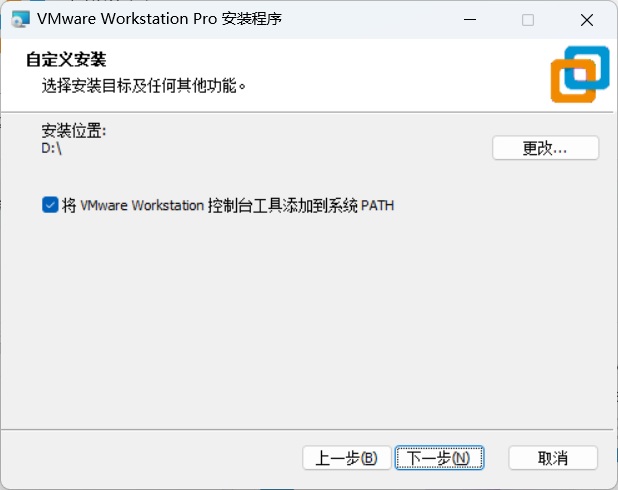 VMware Workstation Pro 安装程序
自定义安装
选择安装目标及任何其他功能。
安装位置:
D:\
更改...
将 VMware Workstation 控制台工具添加到系统 PATH
上一步(B)
下一步(N)
取消